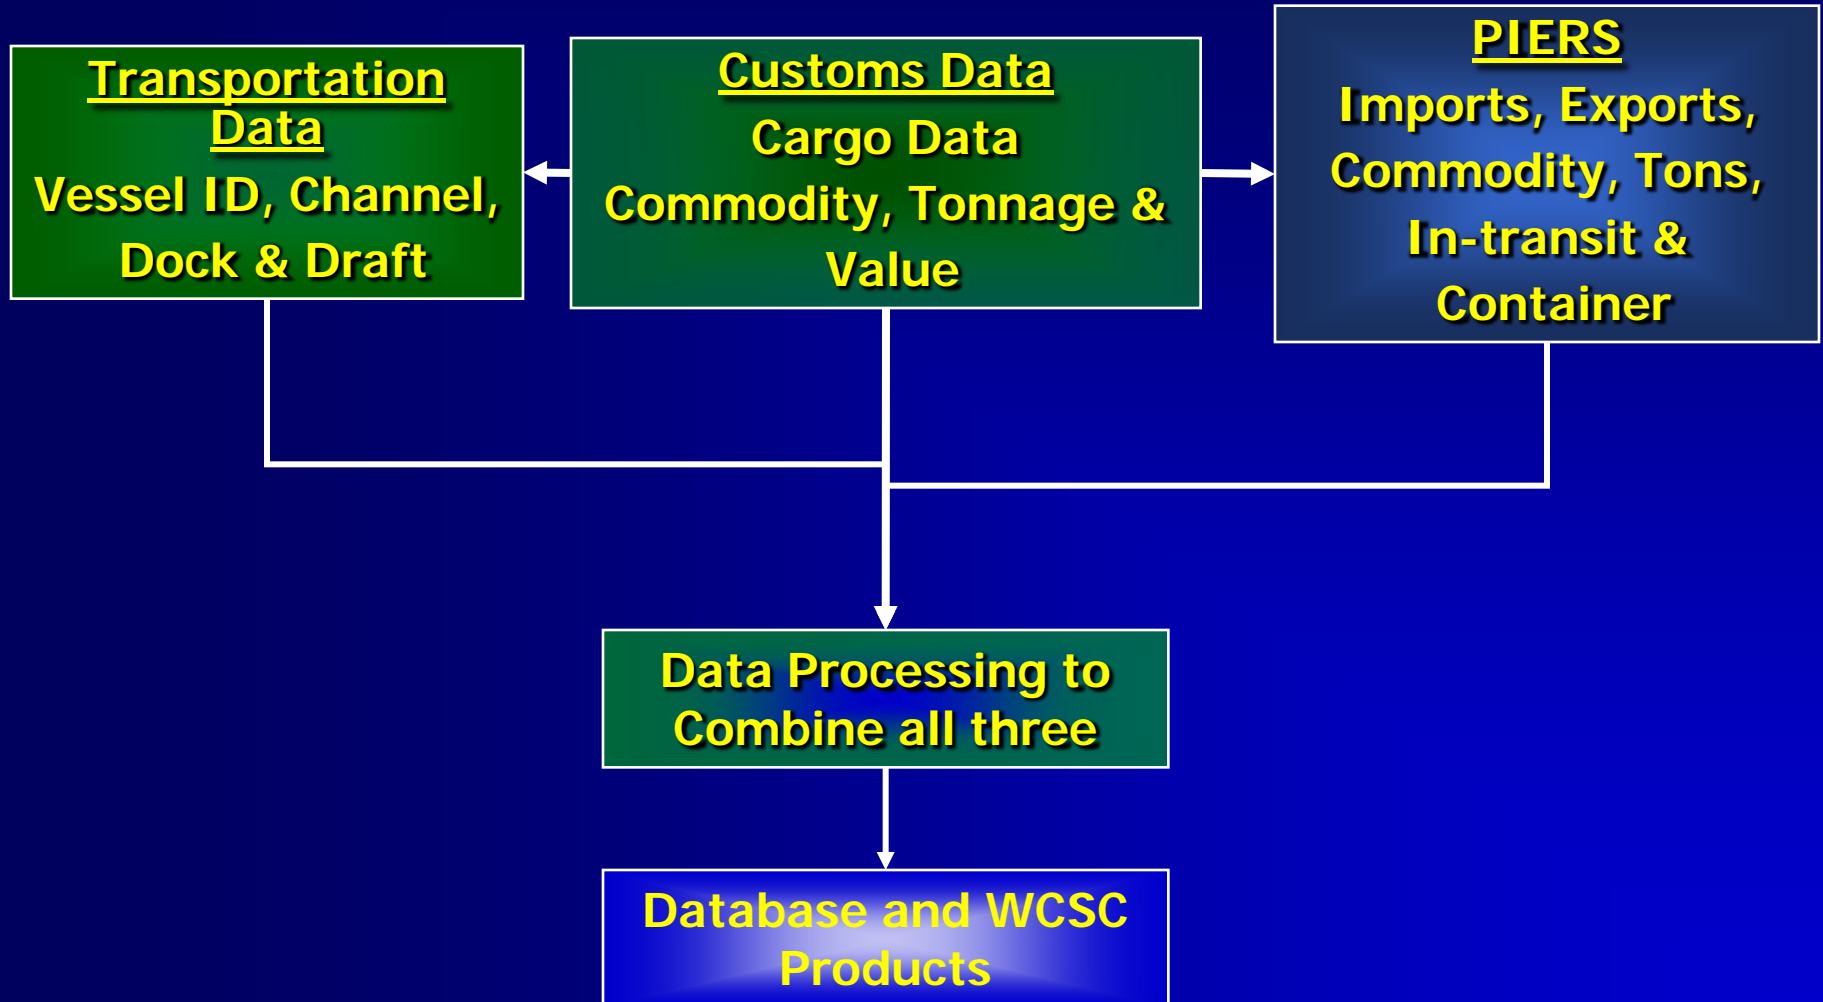 Transportation
Data
Vessel ID, Channel,
Dock & Draft
Customs Data
Cargo Data
Commodity, Tonnage &
Value
PIERS
Imports, Exports,
Commodity, Tons,
In-transit &
Container
Data Processing to
Combine all three
Database and WCSC
Products